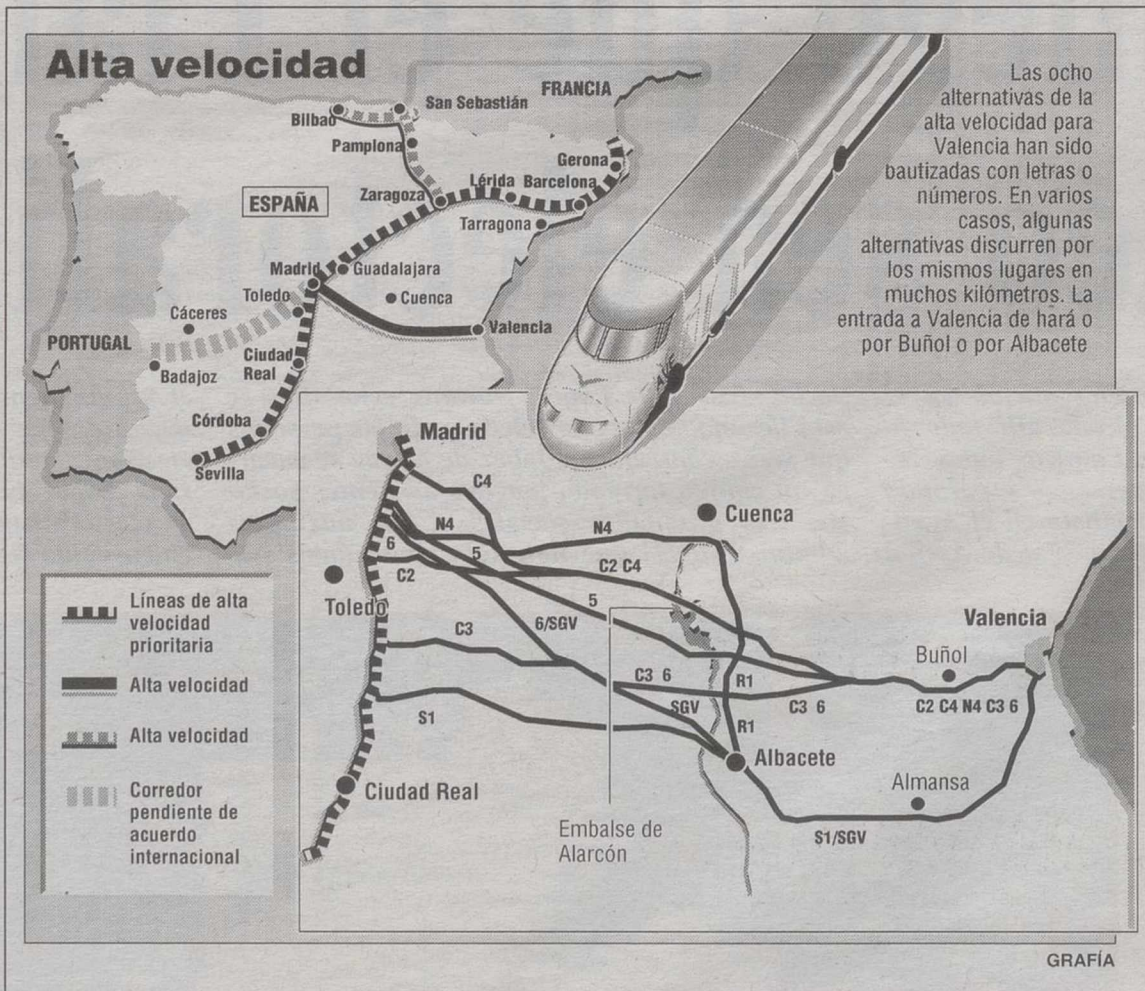 Alta velocidad
FRANCIA
San Sebastián
Bilbao
Pamplona
Gerona
Lérida
Barcelona
Zaragoza
ESPAÑA
Tarragona
Madrid
Guadalajara
Toledo
Cuenca
Cáceres
Valencia
PORTUGAL
Ciudad
Real
Badajoz
Córdoba
Sevilla
Las ocho
alternativas de la
alta velocidad para
Valencia han sido
bautizadas con letras o
números. En varios
casos, algunas
alternativas discurren por
los mismos lugares en
muchos kilómetros. La
entrada a Valencia de hará o
por Buñol o por Albacete
Líneas de alta
velocidad
prioritaria
Alta velocidad
Alta velocidad
Corredor
pendiente de
acuerdo
internacional
Madrid
C4
Cuenca
N4
N4
6
5
C2
C2 C4
Toledo
5
C3
6/SGV
Valencia
Buñol
C3 6
R1
SGV
C3 6
C2 C4 N4 C3 6
S1
R1
Albacete
Ciudad Real
Almansa
Embalse de
Alarcón
S1/SGV
GRAFÍA